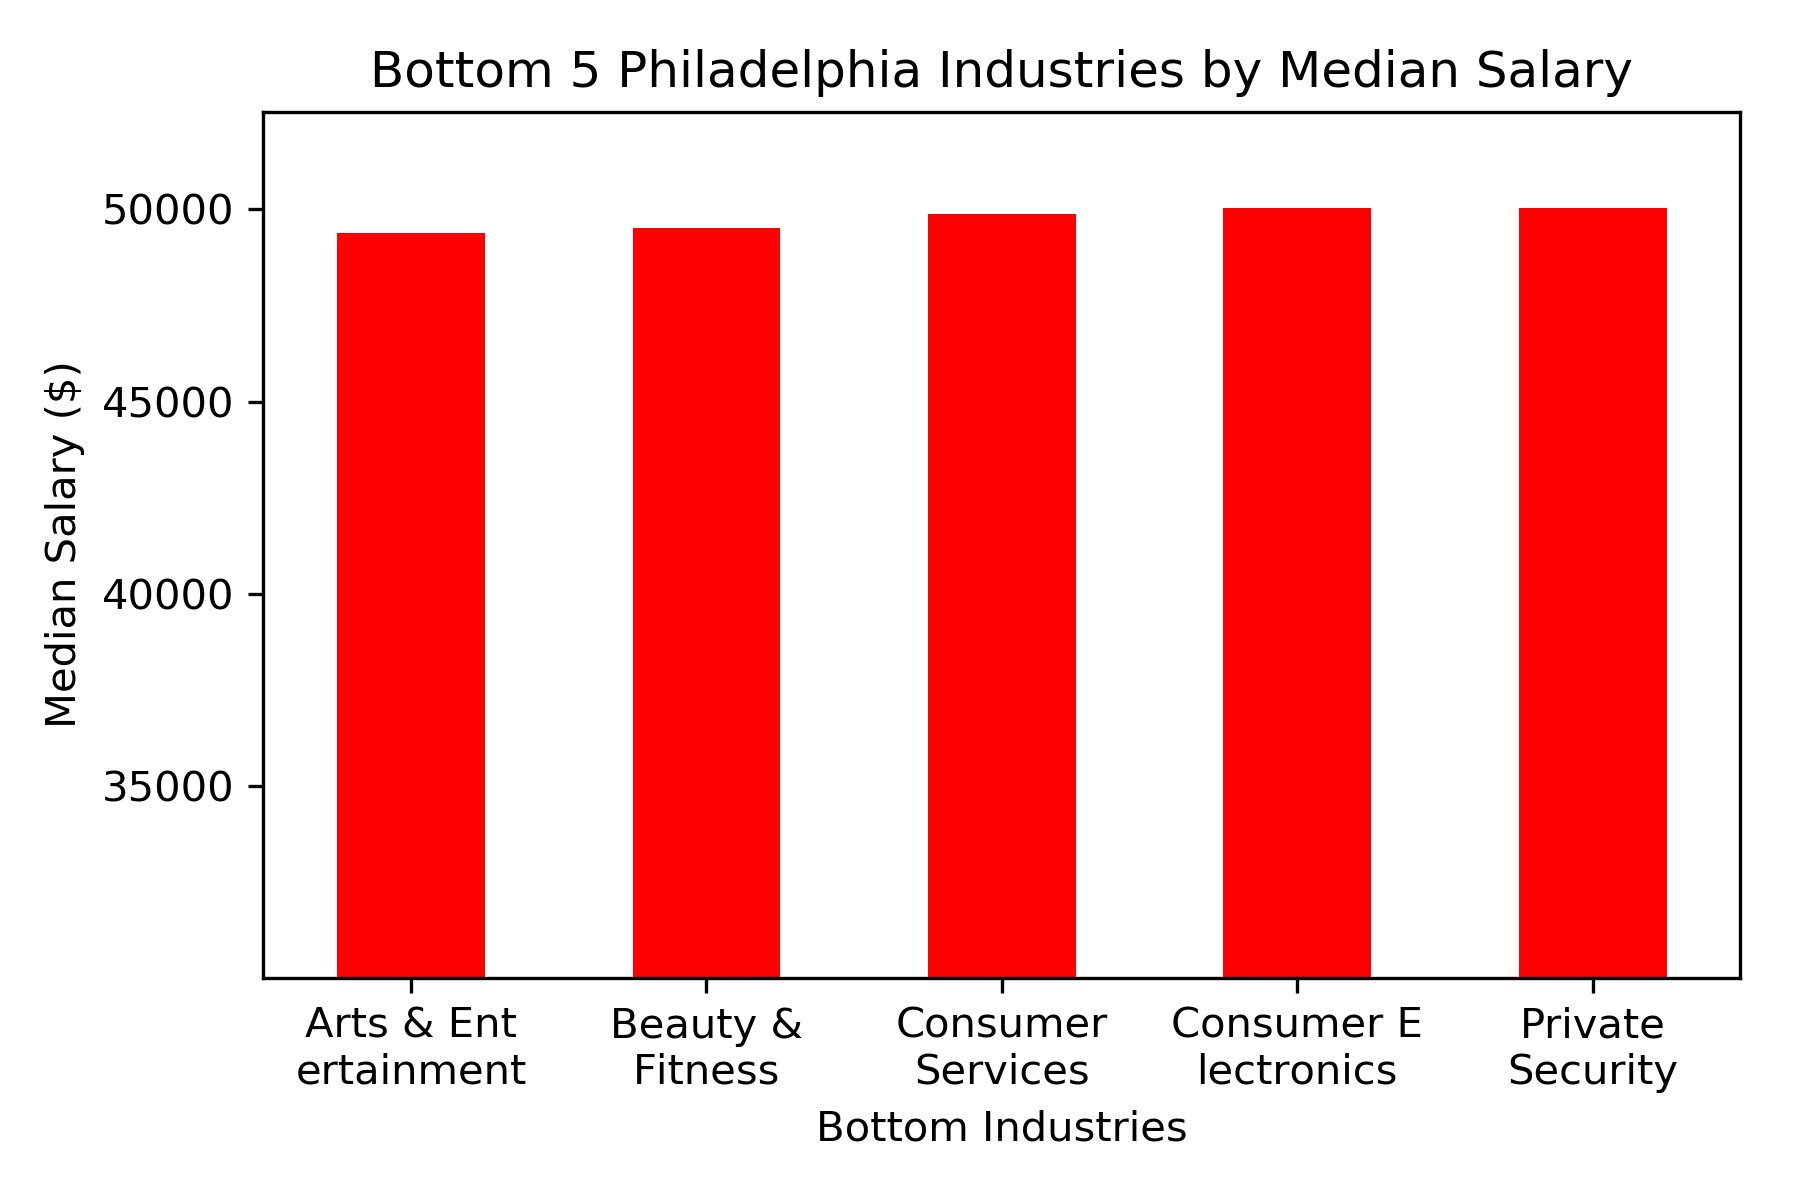 Bottom 5 Philadelphia Industries by Median Salary
Median Salary ($)
50000
45000
40000
35000
Arts & Ent
ertainment
Beauty &
Fitness
Consumer
Services
Consumer E
lectronics
Private
Security
Bottom Industries